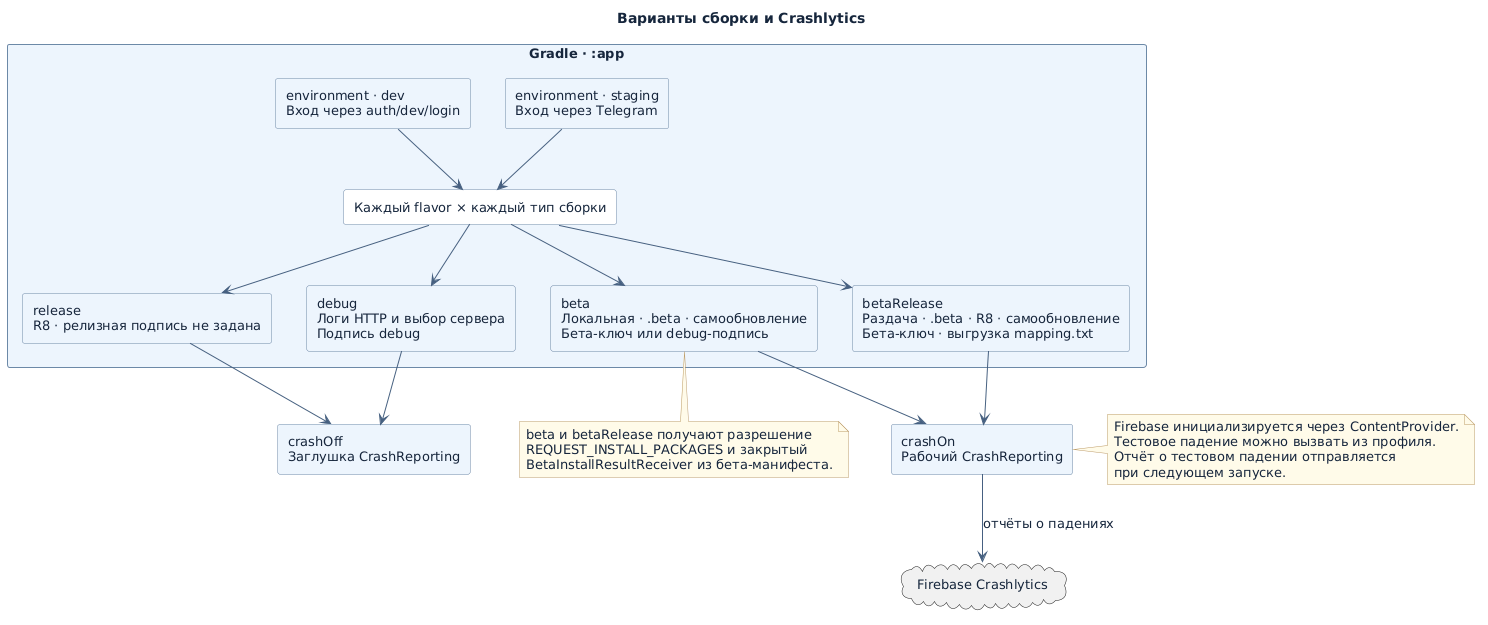 Варианты сборки и Crashlytics
Gradle · :app
environment · dev
Вход через auth/dev/login
environment · staging
Вход через Telegram
Каждый flavor × каждый тип сборки
release
R8 · релизная подпись не задана
debug
Логи HTTP и выбор сервера
Подпись debug
beta
Локальная · .beta · самообновление
Бета-ключ или debug-подпись
betaRelease
Раздача · .beta · R8 · самообновление
Бета-ключ · выгрузка mapping.txt
crashOff
Заглушка CrashReporting
beta и betaRelease получают разрешение
REQUEST_INSTALL_PACKAGES и закрытый
BetaInstallResultReceiver из бета-манифеста.
crashOn
Рабочий CrashReporting
Firebase инициализируется через ContentProvider.
Тестовое падение можно вызвать из профиля.
Отчёт о тестовом падении отправляется
при следующем запуске.
отчёты о падениях
Firebase Crashlytics